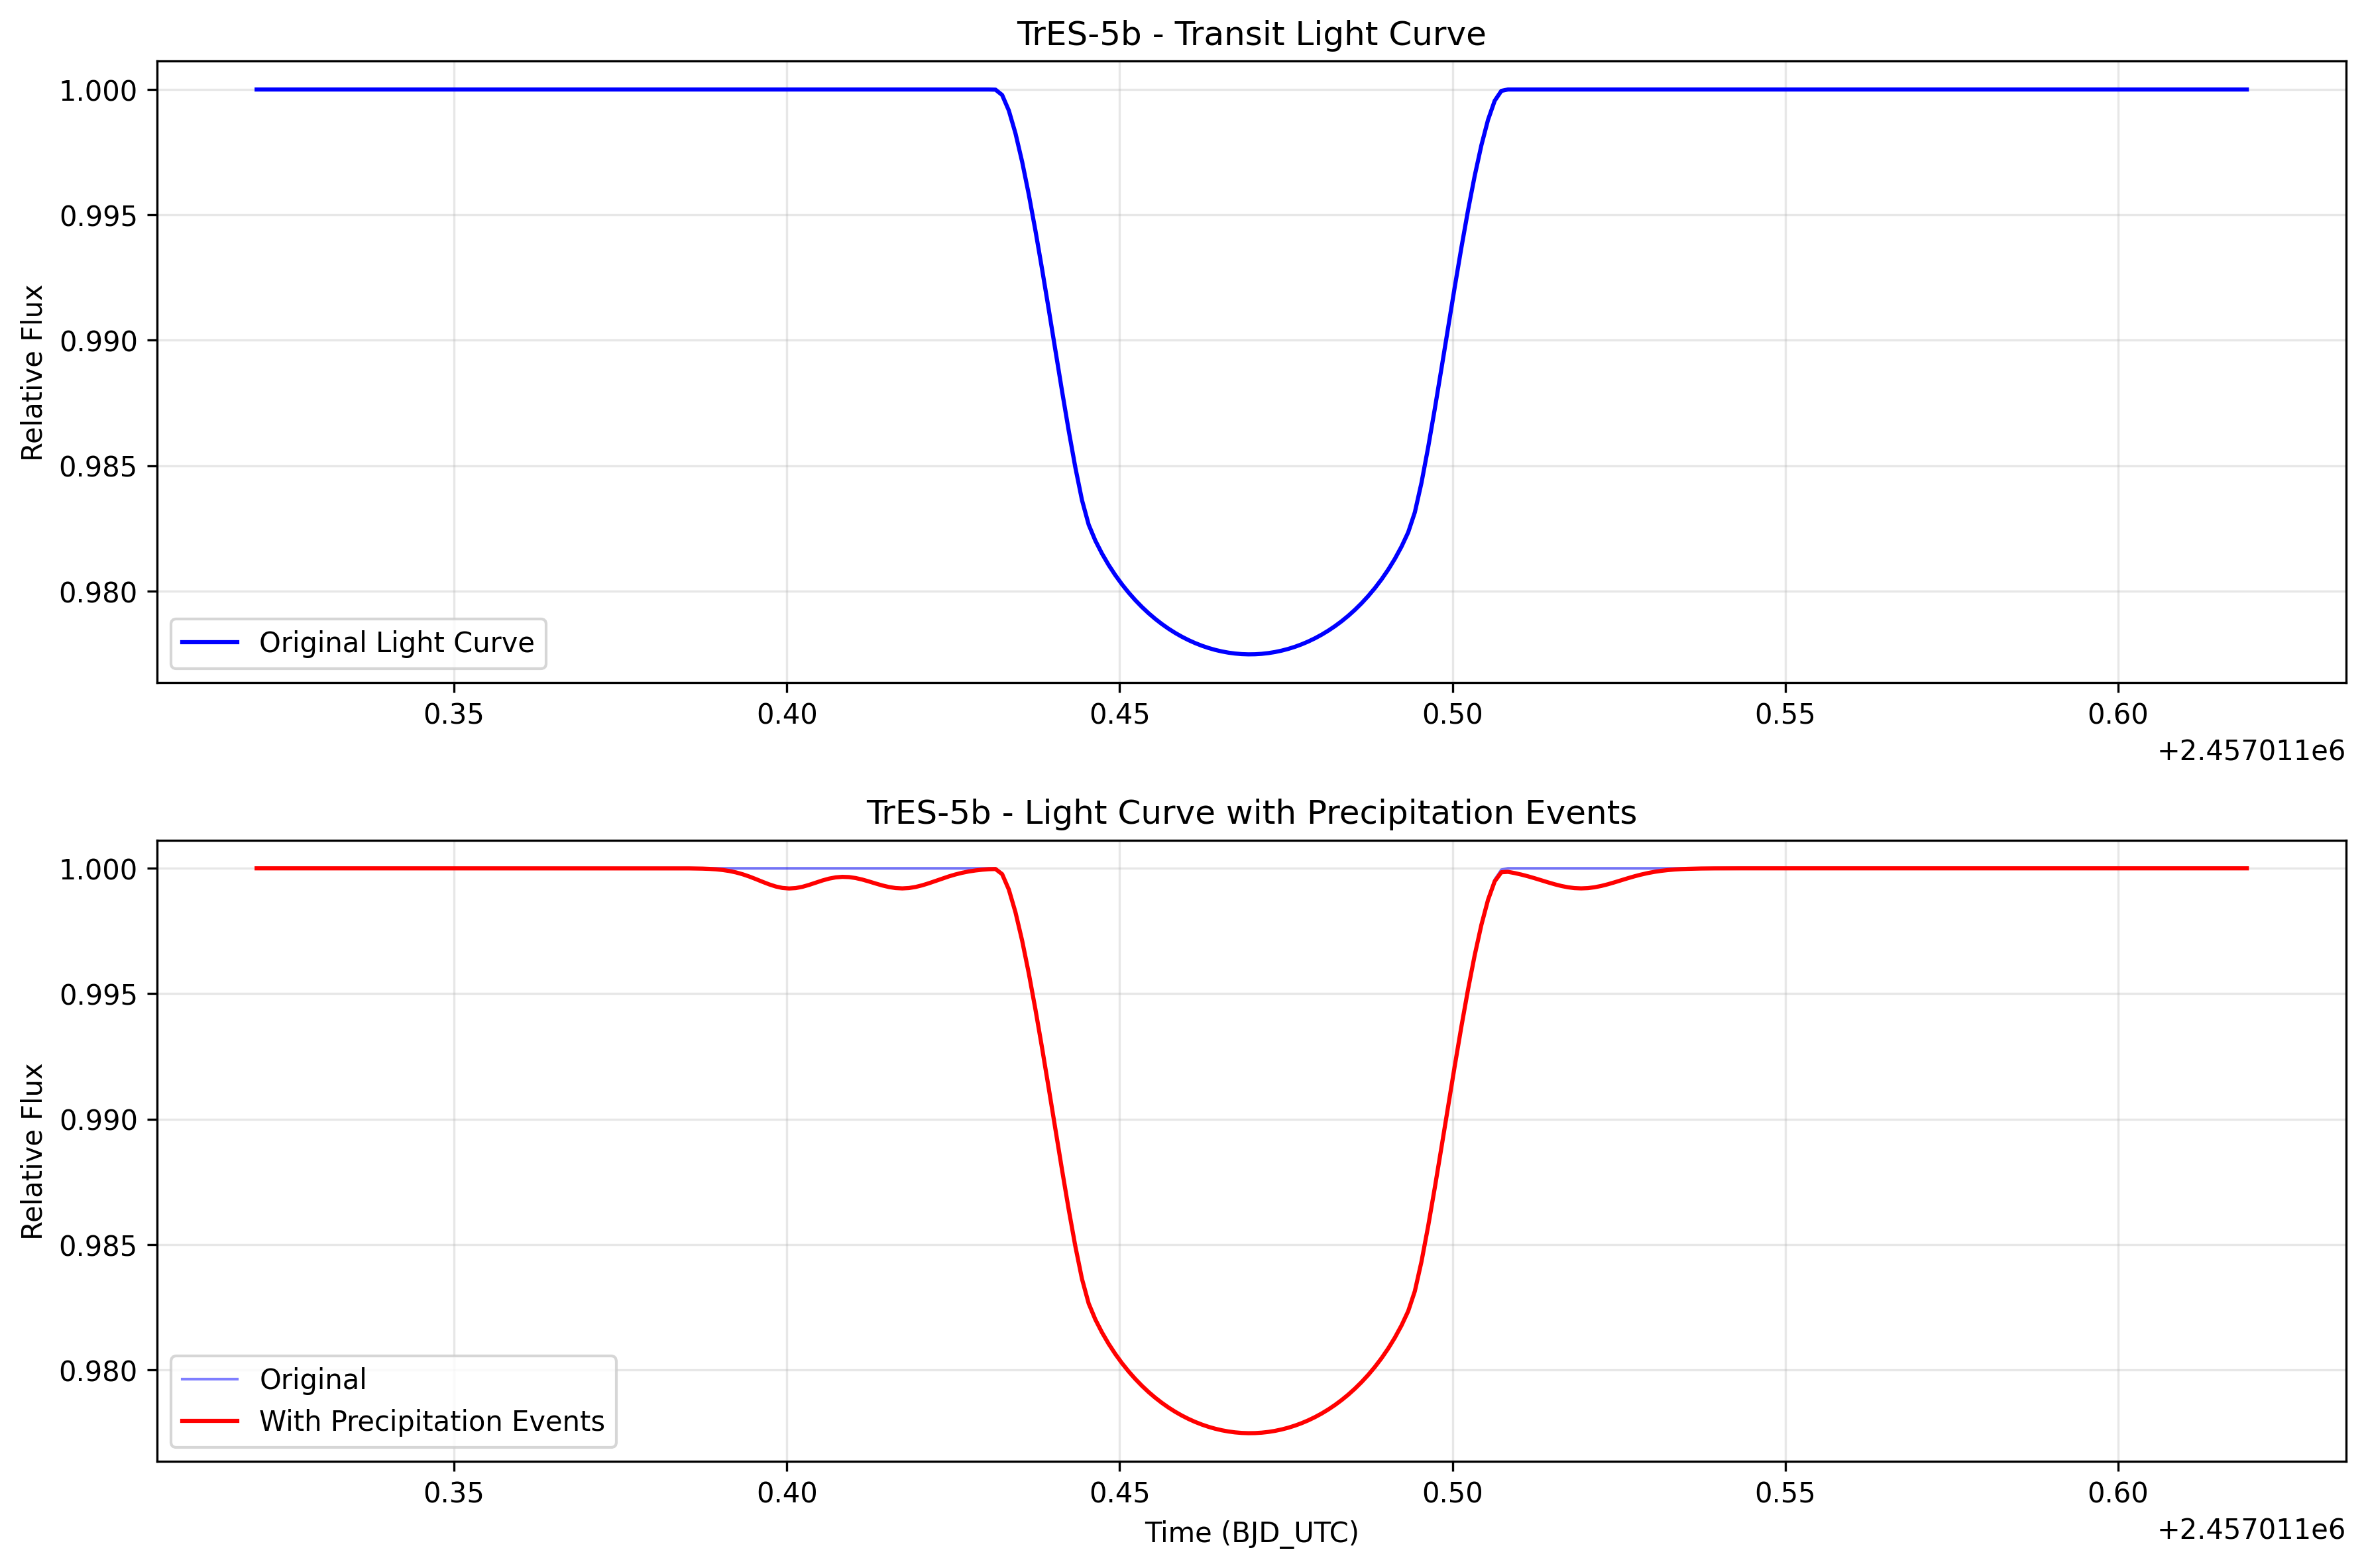 TrES-5b - Transit Light Curve
Relative Flux
1.000
0.995
0.990
0.985
0.980
Original Light Curve
0.35 0.40 0.45 0.50 0.55 0.60
+2.457011e6
TrES-5b - Light Curve with Precipitation Events
Relative Flux
1.000
0.995
0.990
0.985
0.980
Original
With Precipitation Events
0.35 0.40 0.45 0.50 0.55 0.60
Time (BJD_UTC)
+2.457011e6